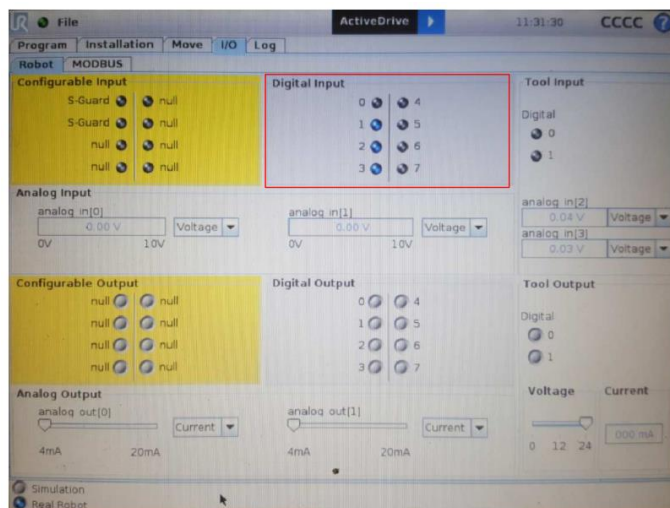 UR File ActiveDrive 11:31:30 CCCC ?
Program Installation Move I/O Log
Robot MODBUS
Configurable Input
S-Guard null
S-Guard null
null null
null null
Digital Input
0 4
1 5
2 6
3 7
Tool Input
Digital
0
1
Analog Input
analog in[0]
0.00 V Voltage
0V 10V
analog in[1]
0.00 V Voltage
0V 10V
analog in[2]
0.04 V Voltage
analog in[3]
0.03 V Voltage
Configurable Output
null null
null null
null null
null null
Digital Output
0 4
1 5
2 6
3 7
Tool Output
Digital
0
1
Analog Output
analog out[0]
Current
4mA 20mA
analog out[1]
Current
4mA 20mA
Voltage
0 12 24
Current
000 mA
Simulation
Real Robot